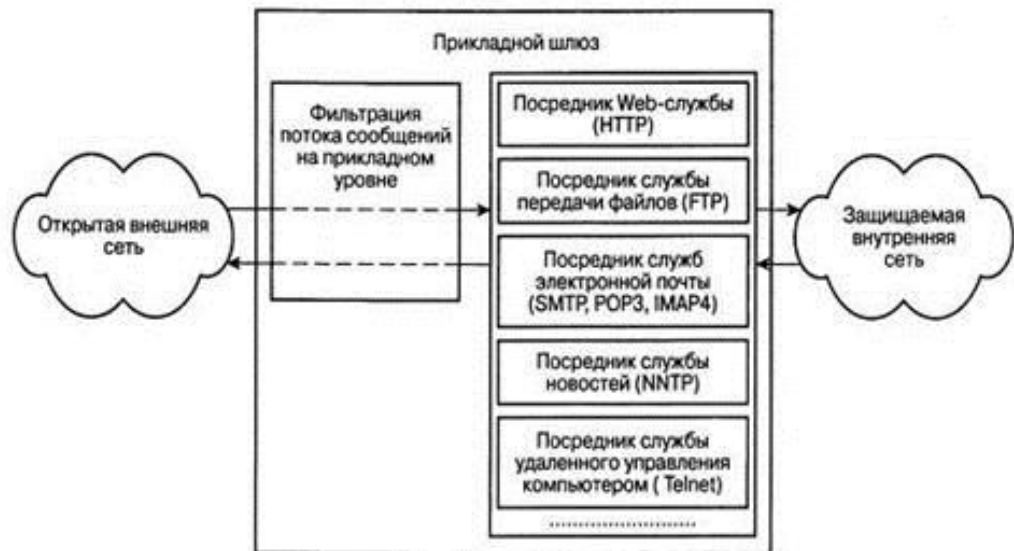 Прикладной шлюз
Фильтрация
потока сообщений
на прикладном
уровне
Посредник Web-службы
(HTTP)
Посредник службы
передачи файлов (FTP)
Посредник служб
электронной почты
(SMTP, POP3, IMAP4)
Посредник службы
новостей (NNTP)
Посредник службы
удаленного управления
компьютером ( Telnet)
........................
Открытая внешняя
сеть
Защищаемая
внутренняя
сеть